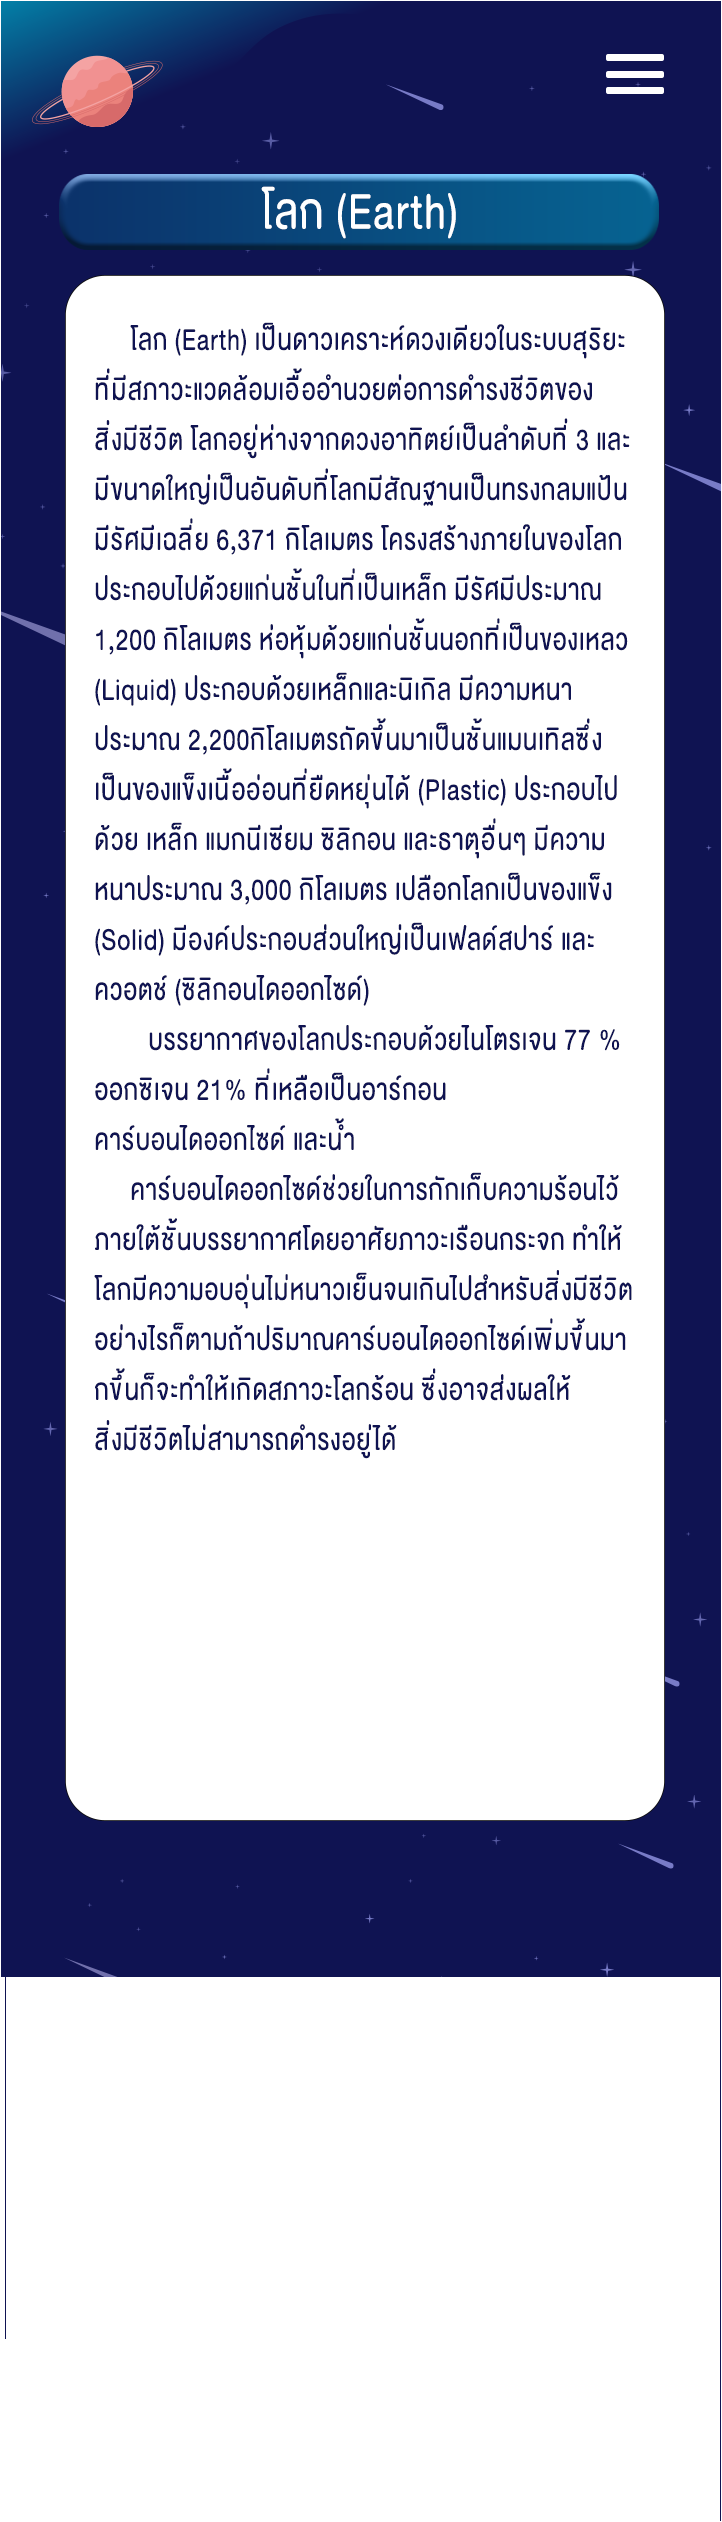 โลก (Earth)
โลก (Earth) เป็นดาวเคราะห์ดวงเดียวในระบบสุริยะ
ที่มีสภาวะแวดล้อมเอื้ออำนวยต่อการดำรงชีวิตของ
สิ่งมีชีวิต โลกอยู่ห่างจากดวงอาทิตย์เป็นลำดับที่ 3 และ
มีขนาดใหญ่เป็นอันดับที่โลกมีสัณฐานเป็นทรงกลมแป้น
มีรัศมีเฉลี่ย 6,371 กิโลเมตร โครงสร้างภายในของโลก
ประกอบไปด้วยแก่นชั้นในที่เป็นเหล็ก มีรัศมีประมาณ
1,200 กิโลเมตร ห่อหุ้มด้วยแก่นชั้นนอกที่เป็นของเหลว
(Liquid) ประกอบด้วยเหล็กและนิเกิล มีความหนา
ประมาณ 2,200กิโลเมตรถัดขึ้นมาเป็นชั้นแมนเทิลซึ่ง
เป็นของแข็งเนื้ออ่อนที่ยืดหยุ่นได้ (Plastic) ประกอบไป
ด้วย เหล็ก แมกนีเซียม ซิลิกอน และธาตุอื่นๆ มีความ
หนาประมาณ 3,000 กิโลเมตร เปลือกโลกเป็นของแข็ง
(Solid) มีองค์ประกอบส่วนใหญ่เป็นเฟลด์สปาร์ และ
ควอตซ์ (ซิลิกอนไดออกไซด์)
บรรยากาศของโลกประกอบด้วยไนโตรเจน 77 %
ออกซิเจน 21% ที่เหลือเป็นอาร์กอน
คาร์บอนไดออกไซด์ และน้ำ
คาร์บอนไดออกไซด์ช่วยในการกักเก็บความร้อนไว้
ภายใต้ชั้นบรรยากาศโดยอาศัยภาวะเรือนกระจก ทำให้
โลกมีความอบอุ่นไม่หนาวเย็นจนเกินไปสำหรับสิ่งมีชีวิต
อย่างไรก็ตามถ้าปริมาณคาร์บอนไดออกไซด์เพิ่มขึ้นมา
กขึ้นก็จะทำให้เกิดสภาวะโลกร้อน ซึ่งอาจส่งผลให้
สิ่งมีชีวิตไม่สามารถดำรงอยู่ได้